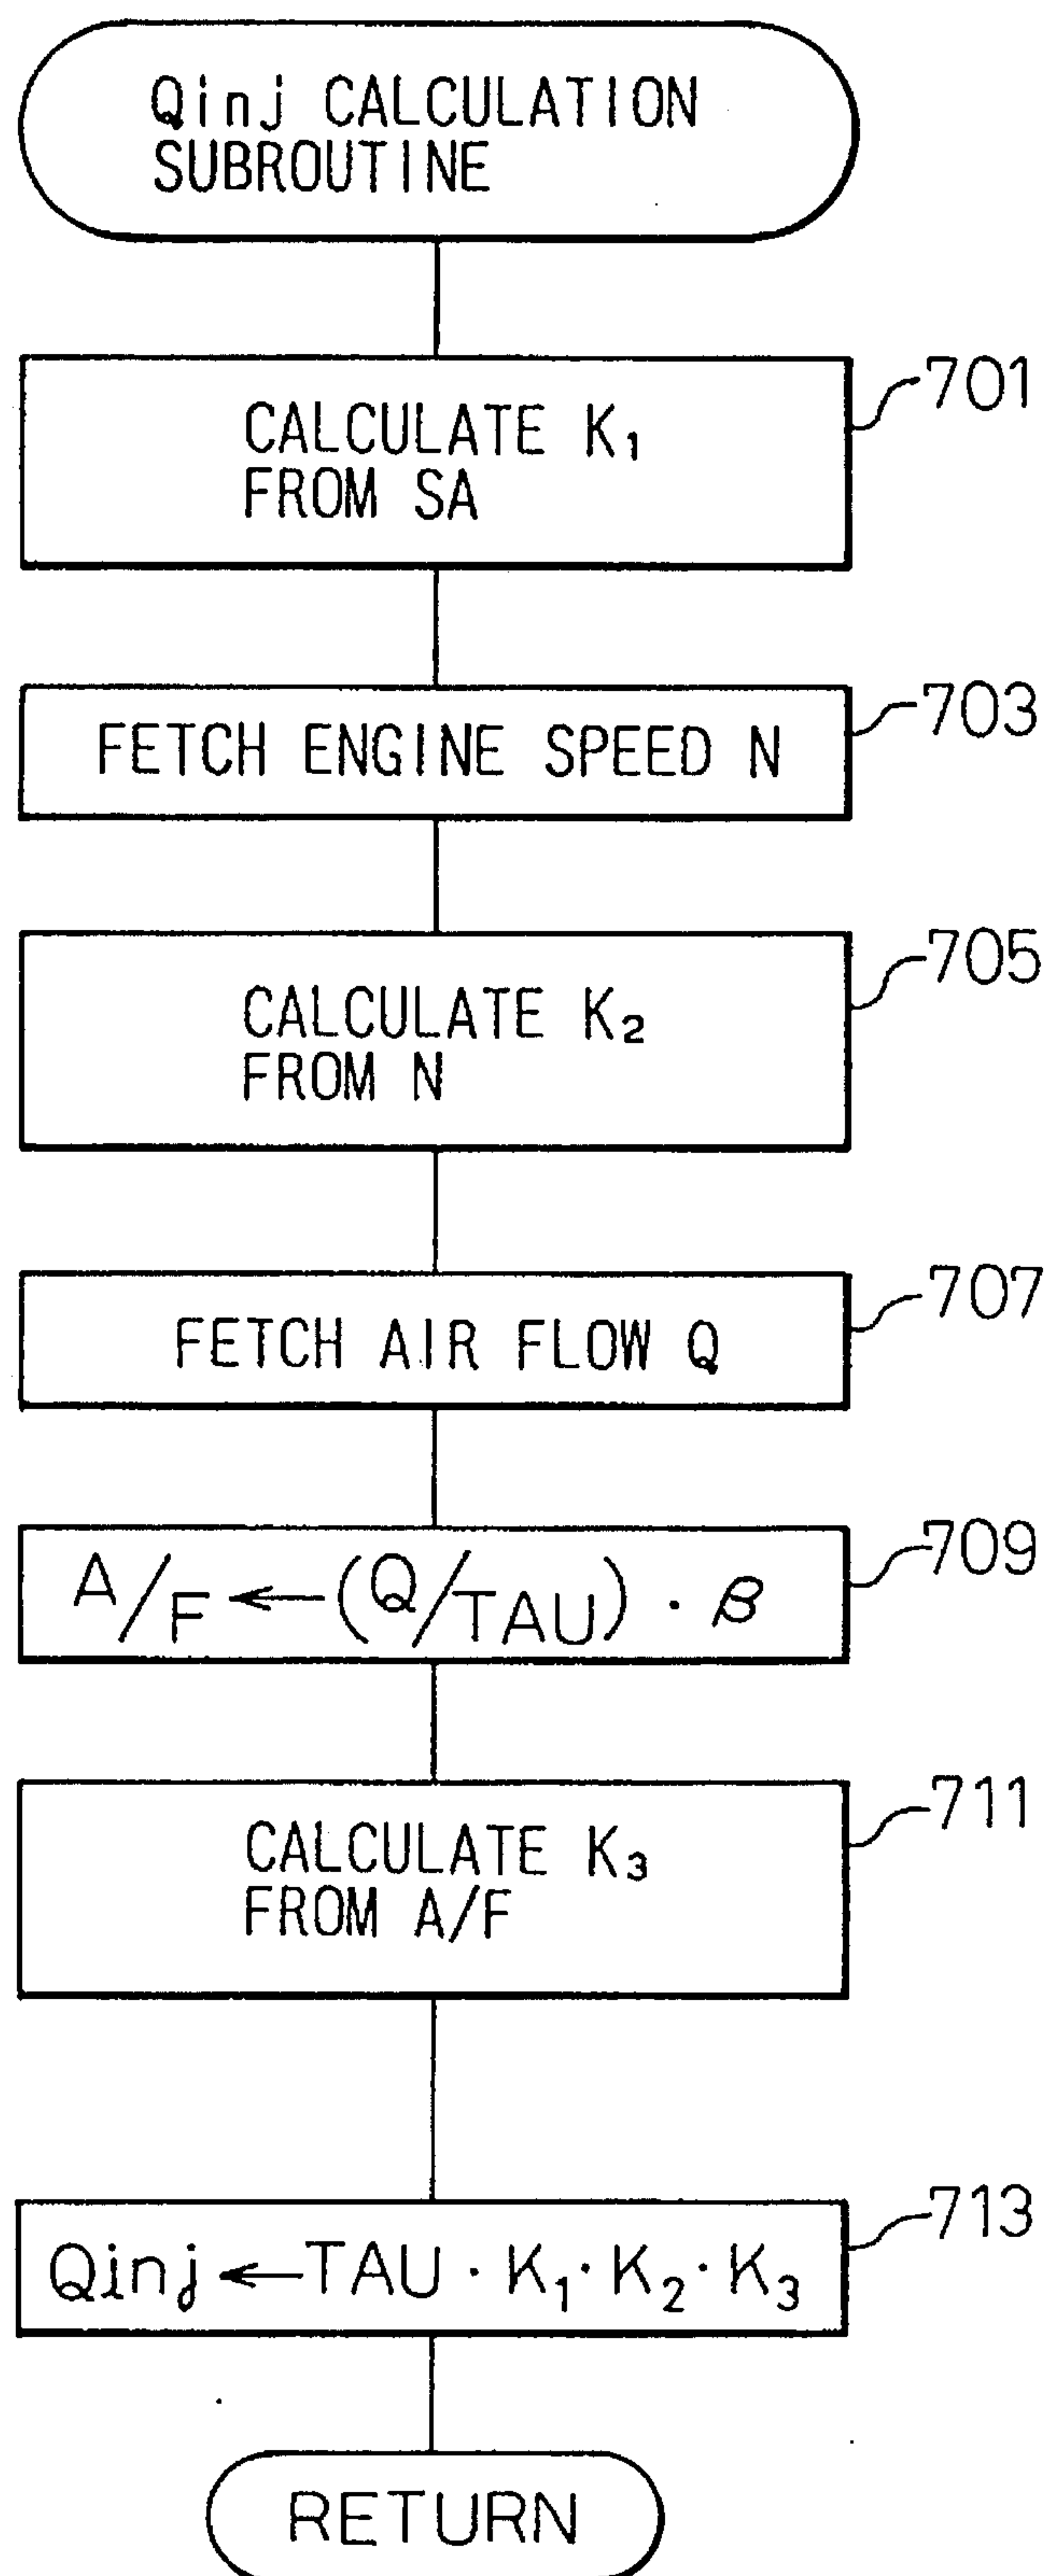 Qinj CALCULATION
SUBROUTINE
701
CALCULATE K₁
FROM SA
703
FETCH ENGINE SPEED N
705
CALCULATE K₂
FROM N
707
FETCH AIR FLOW Q
709
A/F ← (Q/TAU) · β
711
CALCULATE K₃
FROM A/F
713
Qinj ← TAU · K₁ · K₂ · K₃
RETURN